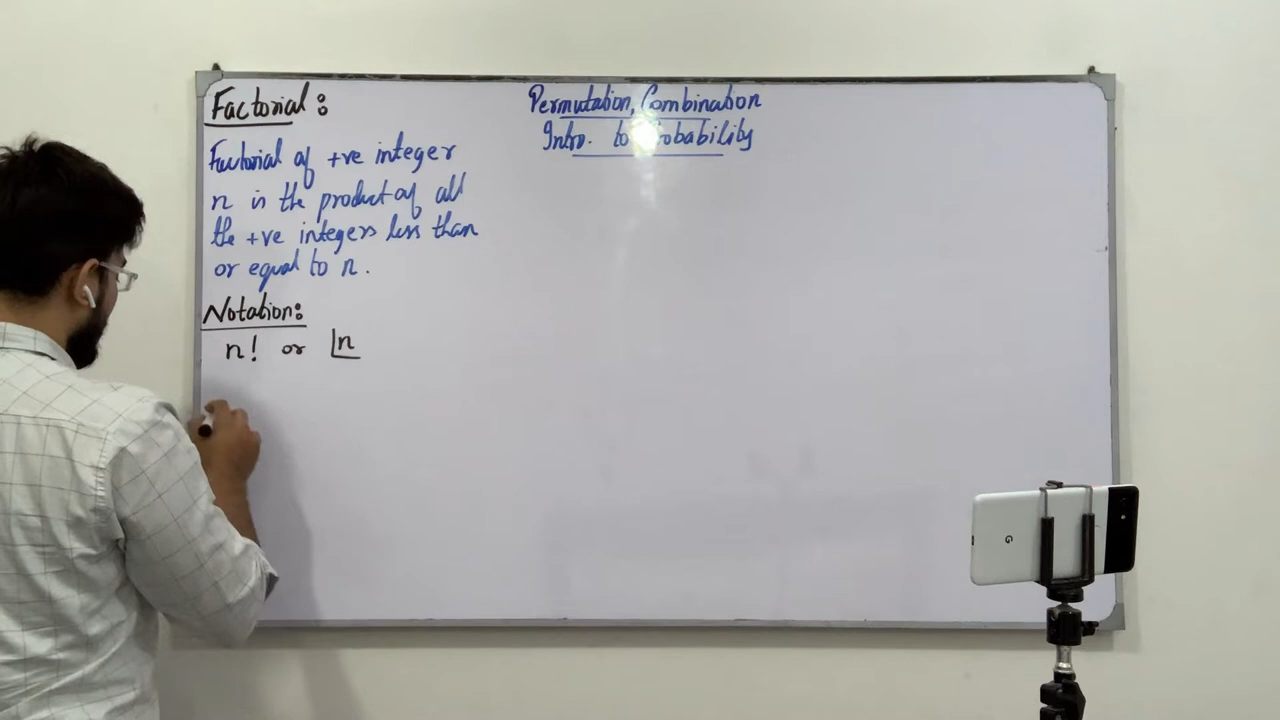 Permutation, Combination
Intro. to Probability
Factorial:
Factorial of +ve integer
n is the product of all
the +ve integers less than
or equal to n.
Notation:
n! or |n
G